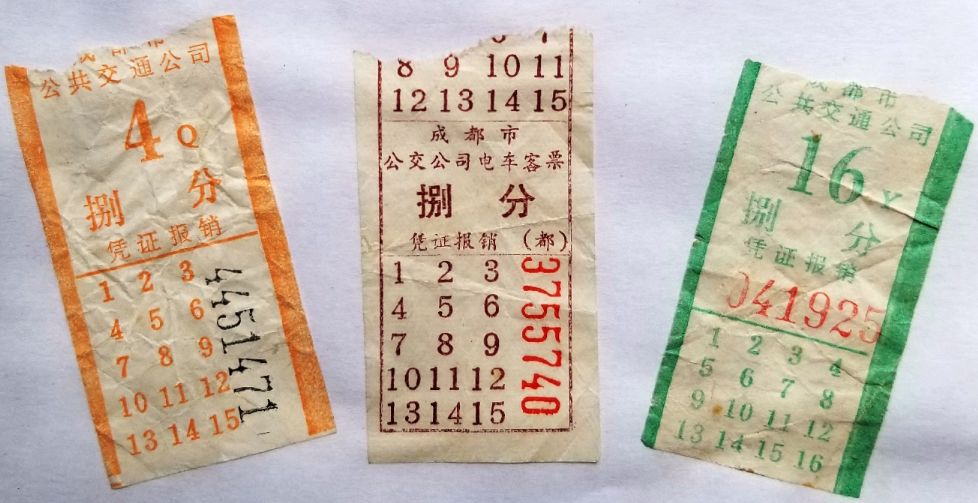 成都市
公共交通公司
4 Q
捌 分
凭证报销
1 2 3
4 5 6
7 8 9
10 11 12
13 14 15
4451471
8 9 10 11
12 13 14 15
成都市
公交公司电车客票
捌 分
凭证报销 (都)
1 2 3
4 5 6
7 8 9
10 11 12
13 14 15
3755740
成都市
公共交通公司
16 Y
捌 分
凭证报销
041925
1 2 3 4
5 6 7 8
9 10 11 12
13 14 15 16